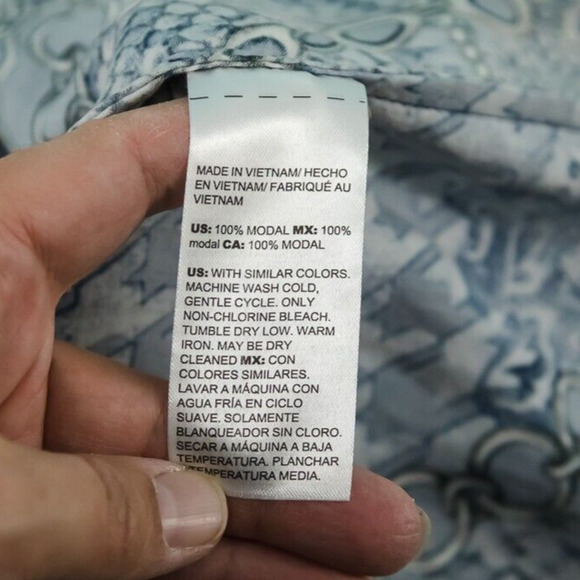 MADE IN VIETNAM/ HECHO
EN VIETNAM/ FABRIQUÉ AU
VIETNAM
US: 100% MODAL MX: 100%
modal CA: 100% MODAL
US: WITH SIMILAR COLORS.
MACHINE WASH COLD,
GENTLE CYCLE. ONLY
NON-CHLORINE BLEACH.
TUMBLE DRY LOW. WARM
IRON. MAY BE DRY
CLEANED MX: CON
COLORES SIMILARES.
LAVAR A MÁQUINA CON
AGUA FRÍA EN CICLO
SUAVE. SOLAMENTE
BLANQUEADOR SIN CLORO.
SECAR A MÁQUINA A BAJA
TEMPERATURA. PLANCHAR
TEMPERATURA MEDIA.